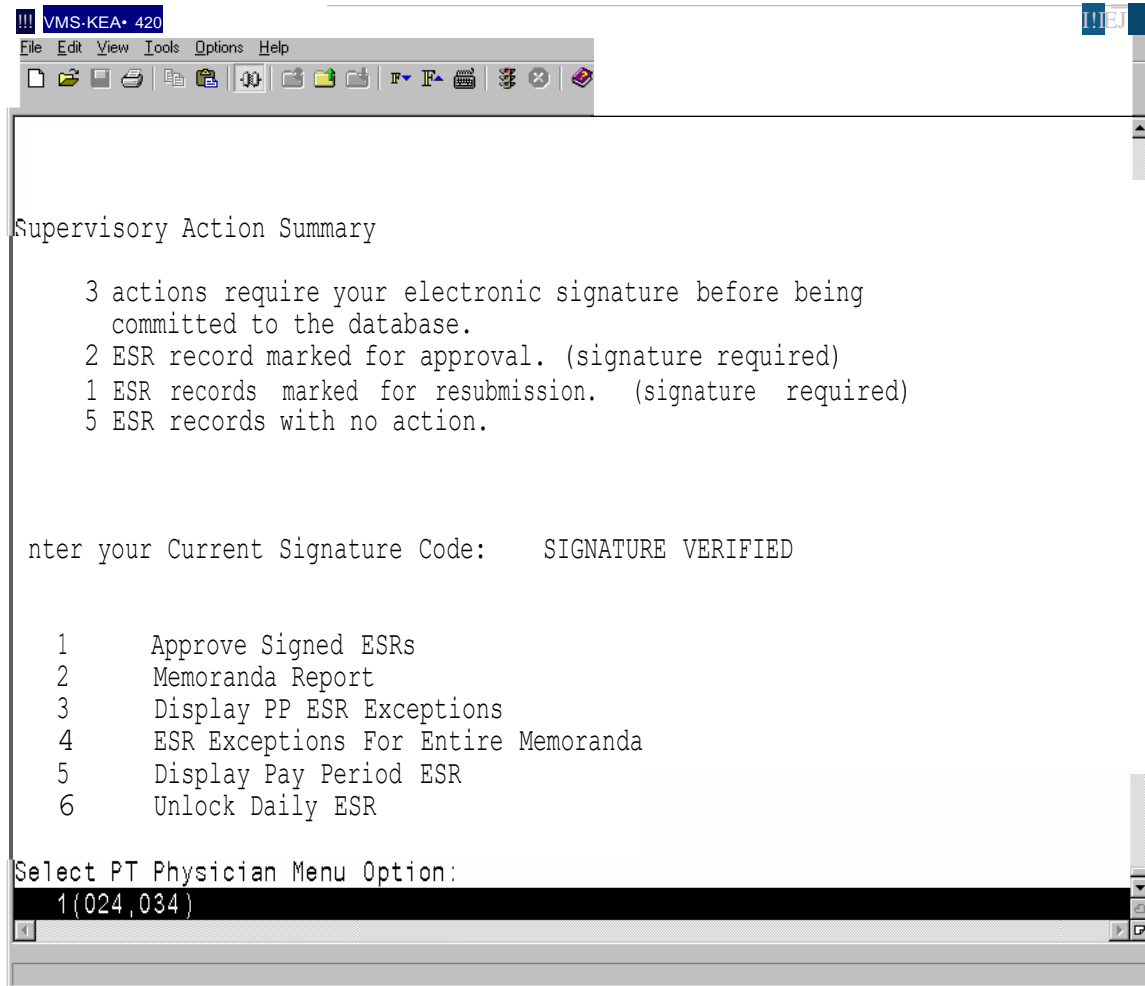 VMS-KEA• 420
File Edit View Tools Options Help
Supervisory Action Summary
3 actions require your electronic signature before being
committed to the database.
2 ESR record marked for approval. (signature required)
1 ESR records marked for resubmission. (signature required)
5 ESR records with no action.
nter your Current Signature Code: SIGNATURE VERIFIED
1 Approve Signed ESRs
2 Memoranda Report
3 Display PP ESR Exceptions
4 ESR Exceptions For Entire Memoranda
5 Display Pay Period ESR
6 Unlock Daily ESR
Select PT Physician Menu Option:
1(024,034)